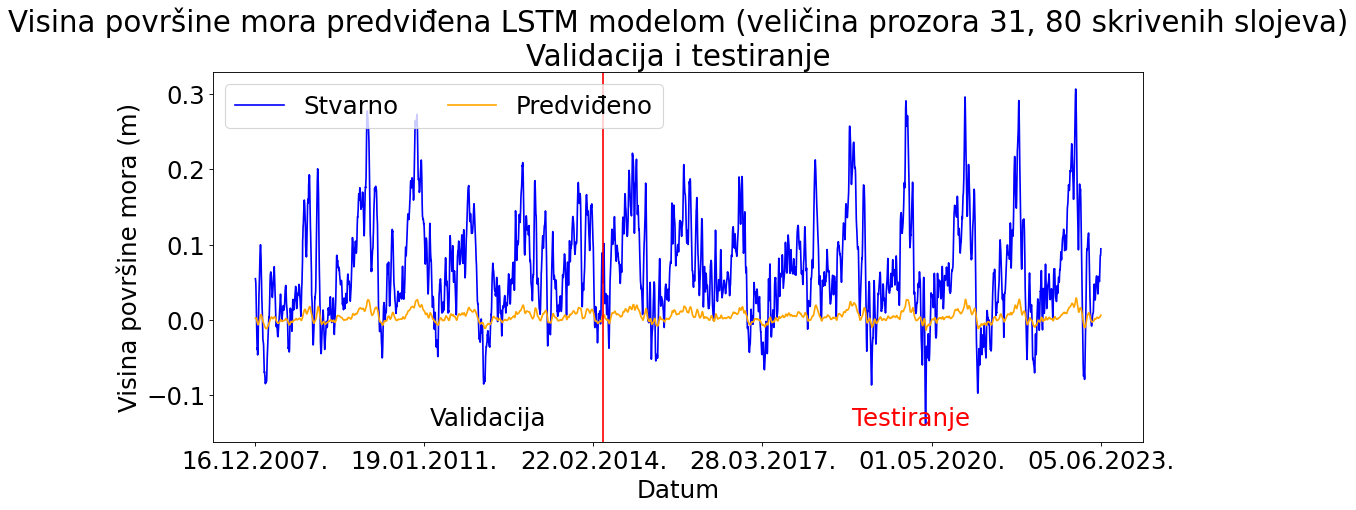 Visina površine mora predviđena LSTM modelom (veličina prozora 31, 80 skrivenih slojeva)
Validacija i testiranje
Stvarno
Predviđeno
Visina površine mora (m)
0.3
0.2
0.1
0.0
−0.1
Validacija
Testiranje
16.12.2007.
19.01.2011.
22.02.2014.
28.03.2017.
01.05.2020.
05.06.2023.
Datum